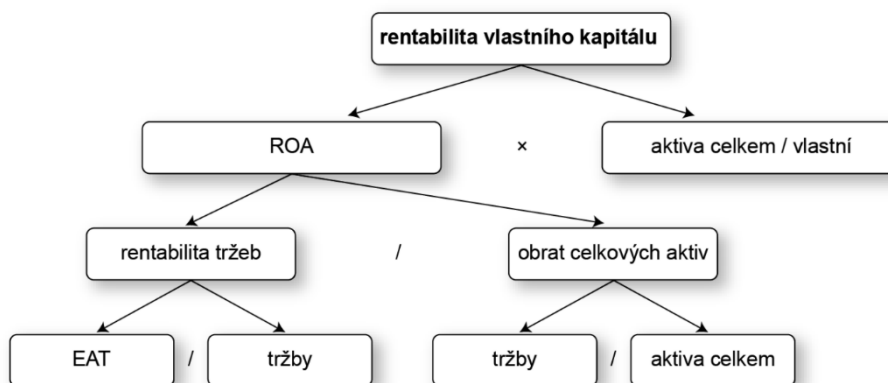 rentabilita vlastního kapitálu
ROA × aktiva celkem / vlastní
rentabilita tržeb / obrat celkových aktiv
EAT / tržby tržby / aktiva celkem